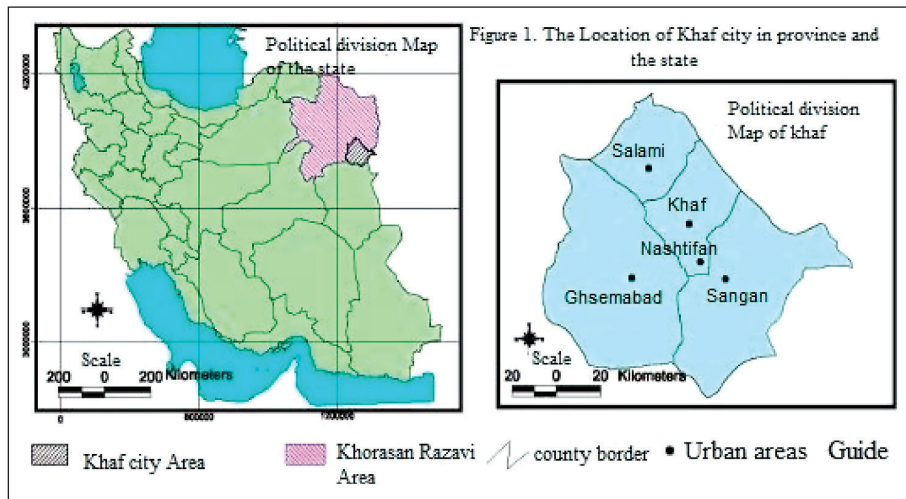 Figure 1. The Location of Khaf city in province and
the state
Political division Map
of the state
4200000
3600000
3000000
Scale
200 0 200
Kilometers
0 600000 1200000
Political division
Map of khaf
Salami
Khaf
Nashtifan
Ghsemabad
Sangan
Scale
20 0 20 Kilometers
Khaf city Area
Khorasan Razavi
Area
county border
Urban areas
Guide